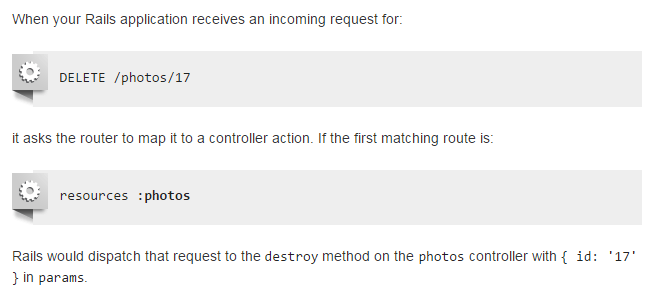 When your Rails application receives an incoming request for:
DELETE /photos/17
it asks the router to map it to a controller action. If the first matching route is:
resources :photos
Rails would dispatch that request to the destroy method on the photos controller with { id: '17'
} in params.